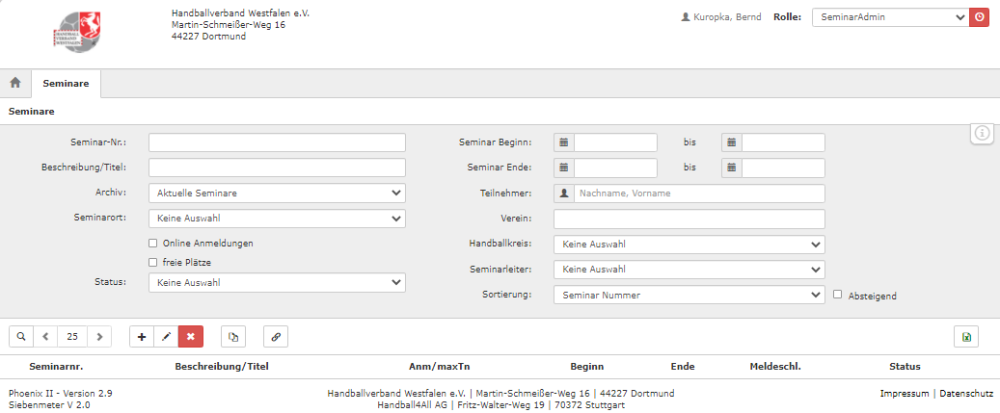 HANDBALL
VERBAND
WESTFALEN
Handballverband Westfalen e.V.
Martin-Schmeißer-Weg 16
44227 Dortmund
Kuropka, Bernd Rolle: SeminarAdmin
Seminare
Seminare
Seminar-Nr.:
Beschreibung/Titel:
Archiv: Aktuelle Seminare
Seminarort: Keine Auswahl
Online Anmeldungen
freie Plätze
Status: Keine Auswahl
Seminar Beginn: bis
Seminar Ende: bis
Teilnehmer: Nachname, Vorname
Verein:
Handballkreis: Keine Auswahl
Seminarleiter: Keine Auswahl
Sortierung: Seminar Nummer Absteigend
25
Seminarnr. Beschreibung/Titel Anm/maxTn Beginn Ende Meldeschl. Status
Phoenix II - Version 2.9
Siebenmeter V 2.0
Handballverband Westfalen e.V. | Martin-Schmeißer-Weg 16 | 44227 Dortmund
Handball4All AG | Fritz-Walter-Weg 19 | 70372 Stuttgart
Impressum | Datenschutz